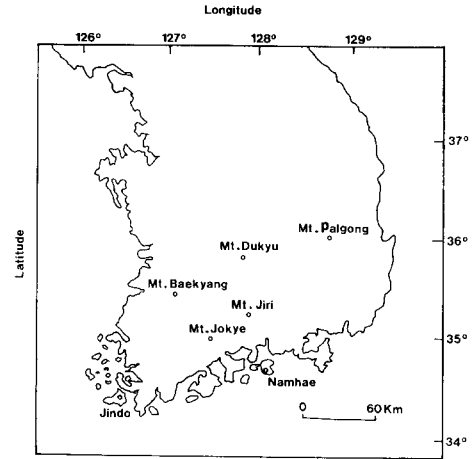 Longitude
126° 127° 128° 129°
37°
Mt. Palgong
36°
Mt. Dukyu
Latitude
Mt. Baekyang
Mt. Jiri
Mt. Jokye
35°
Namhae
Jindo
0 60 Km
34°